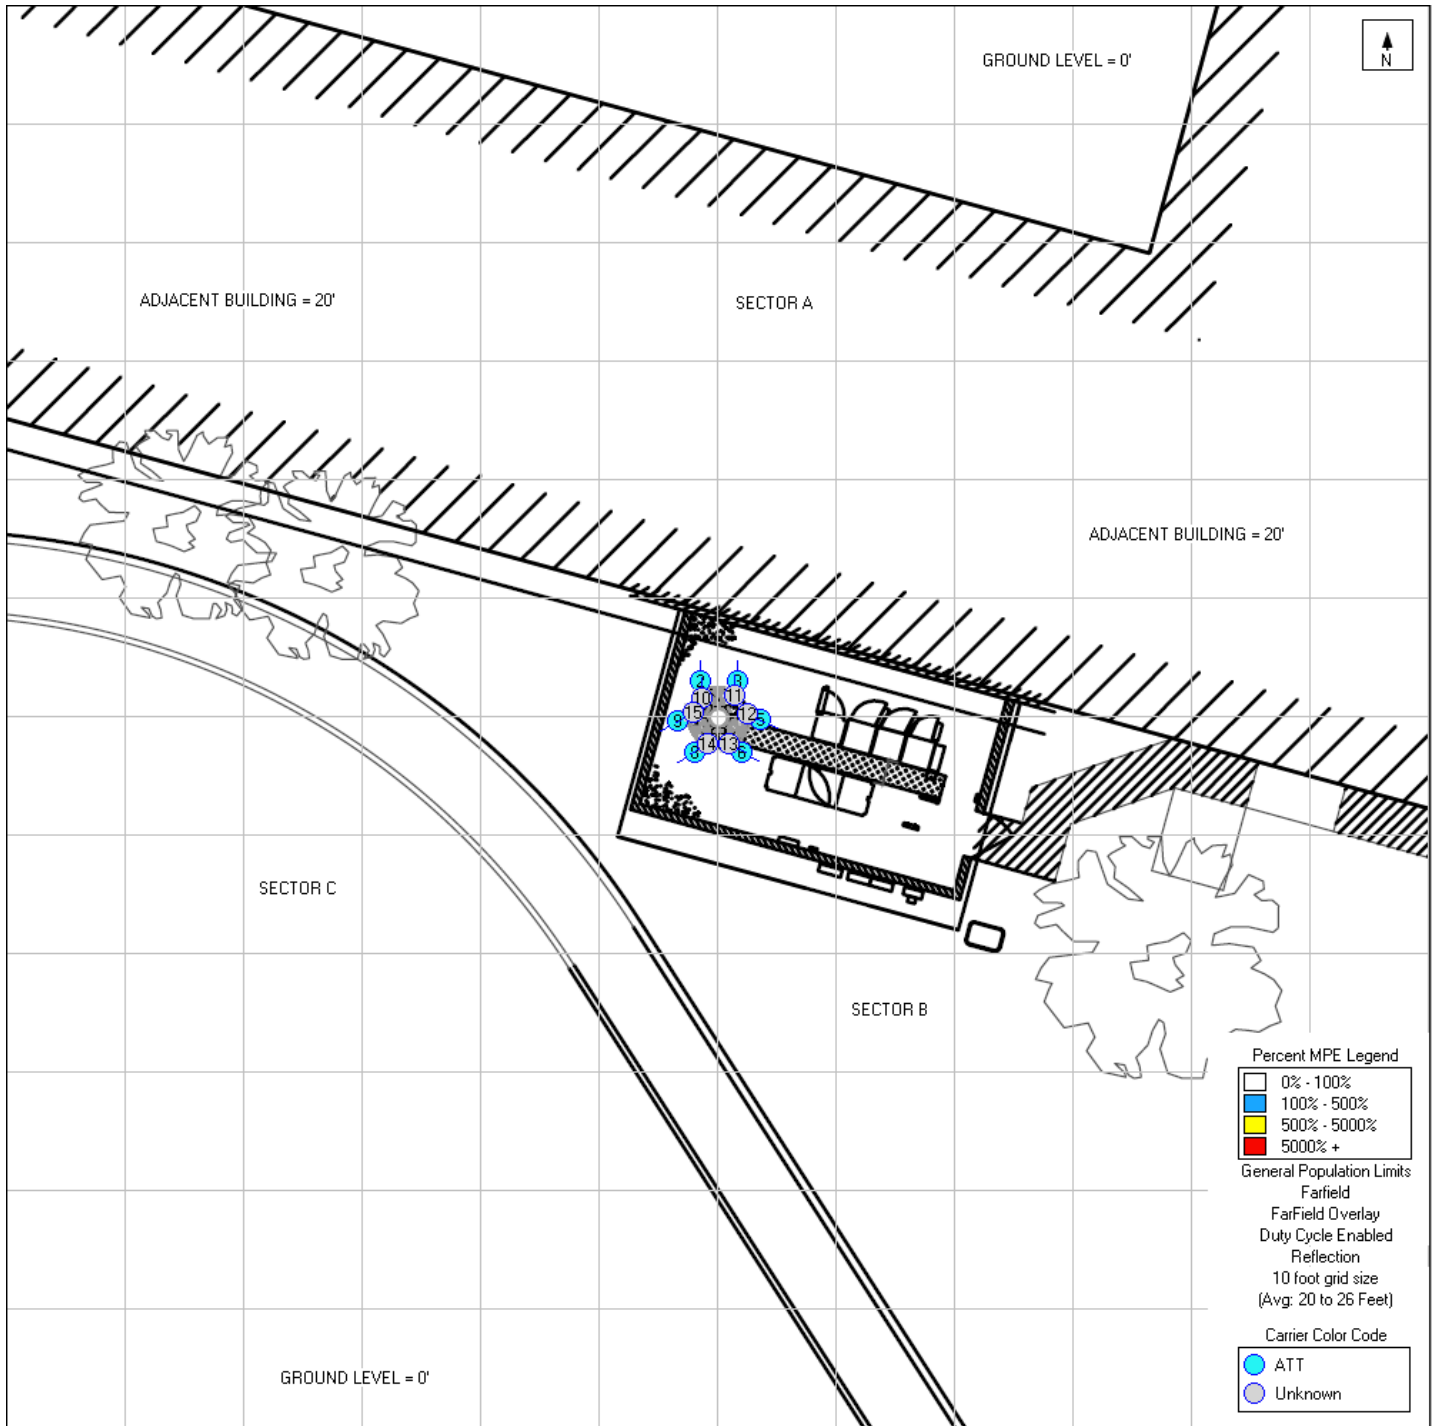 GROUND LEVEL = 0'
N
ADJACENT BUILDING = 20'
SECTOR A
ADJACENT BUILDING = 20'
2
3
10
11
15
12
9
5
14
13
8
6
SECTOR C
SECTOR B
GROUND LEVEL = 0'
Percent MPE Legend
0% - 100%
100% - 500%
500% - 5000%
5000% +
General Population Limits
Farfield
FarField Overlay
Duty Cycle Enabled
Reflection
10 foot grid size
(Avg: 20 to 26 Feet)
Carrier Color Code
ATT
Unknown